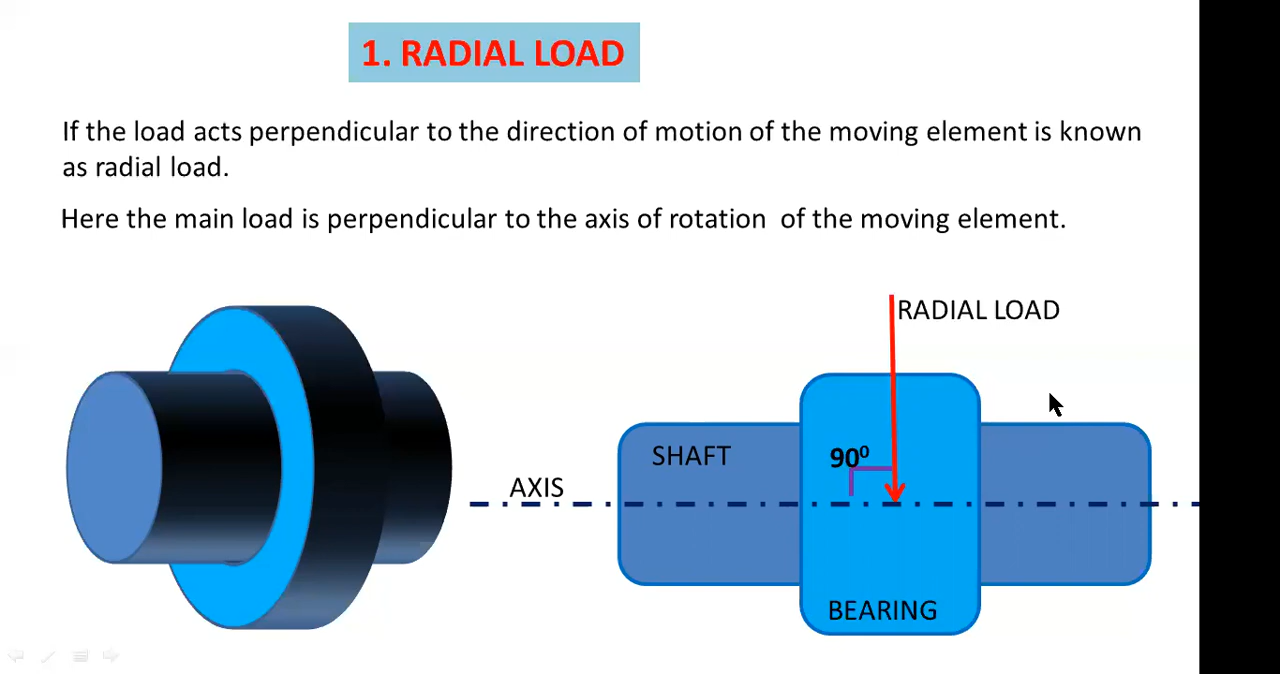 1. RADIAL LOAD
If the load acts perpendicular to the direction of motion of the moving element is known
as radial load.
Here the main load is perpendicular to the axis of rotation of the moving element.
RADIAL LOAD
SHAFT
90⁰
AXIS
BEARING